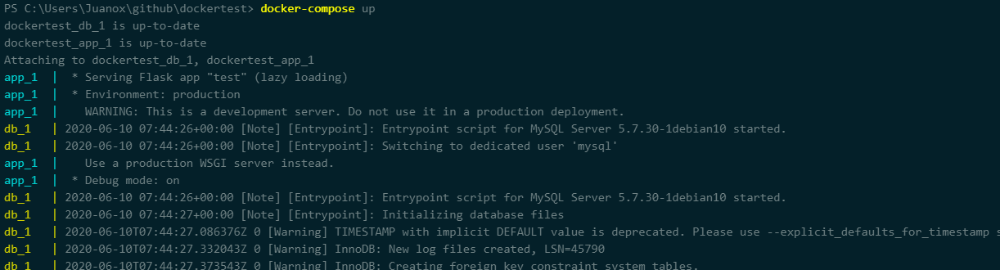 PS C:\Users\Juanox\github\dockertest> docker-compose up
dockertest_db_1 is up-to-date
dockertest_app_1 is up-to-date
Attaching to dockertest_db_1, dockertest_app_1
app_1  |  * Serving Flask app "test" (lazy loading)
app_1  |  * Environment: production
app_1  |    WARNING: This is a development server. Do not use it in a production deployment.
db_1   | 2020-06-10 07:44:26+00:00 [Note] [Entrypoint]: Entrypoint script for MySQL Server 5.7.30-1debian10 started.
db_1   | 2020-06-10 07:44:26+00:00 [Note] [Entrypoint]: Switching to dedicated user 'mysql'
app_1  |    Use a production WSGI server instead.
app_1  |  * Debug mode: on
db_1   | 2020-06-10 07:44:26+00:00 [Note] [Entrypoint]: Entrypoint script for MySQL Server 5.7.30-1debian10 started.
db_1   | 2020-06-10 07:44:27+00:00 [Note] [Entrypoint]: Initializing database files
db_1   | 2020-06-10T07:44:27.086376Z 0 [Warning] TIMESTAMP with implicit DEFAULT value is deprecated. Please use --explicit_defaults_for_timestamp s
db_1   | 2020-06-10T07:44:27.332043Z 0 [Warning] InnoDB: New log files created, LSN=45790
db_1   | 2020-06-10T07:44:27.373543Z 0 [Warning] InnoDB: Creating foreign key constraint system tables.